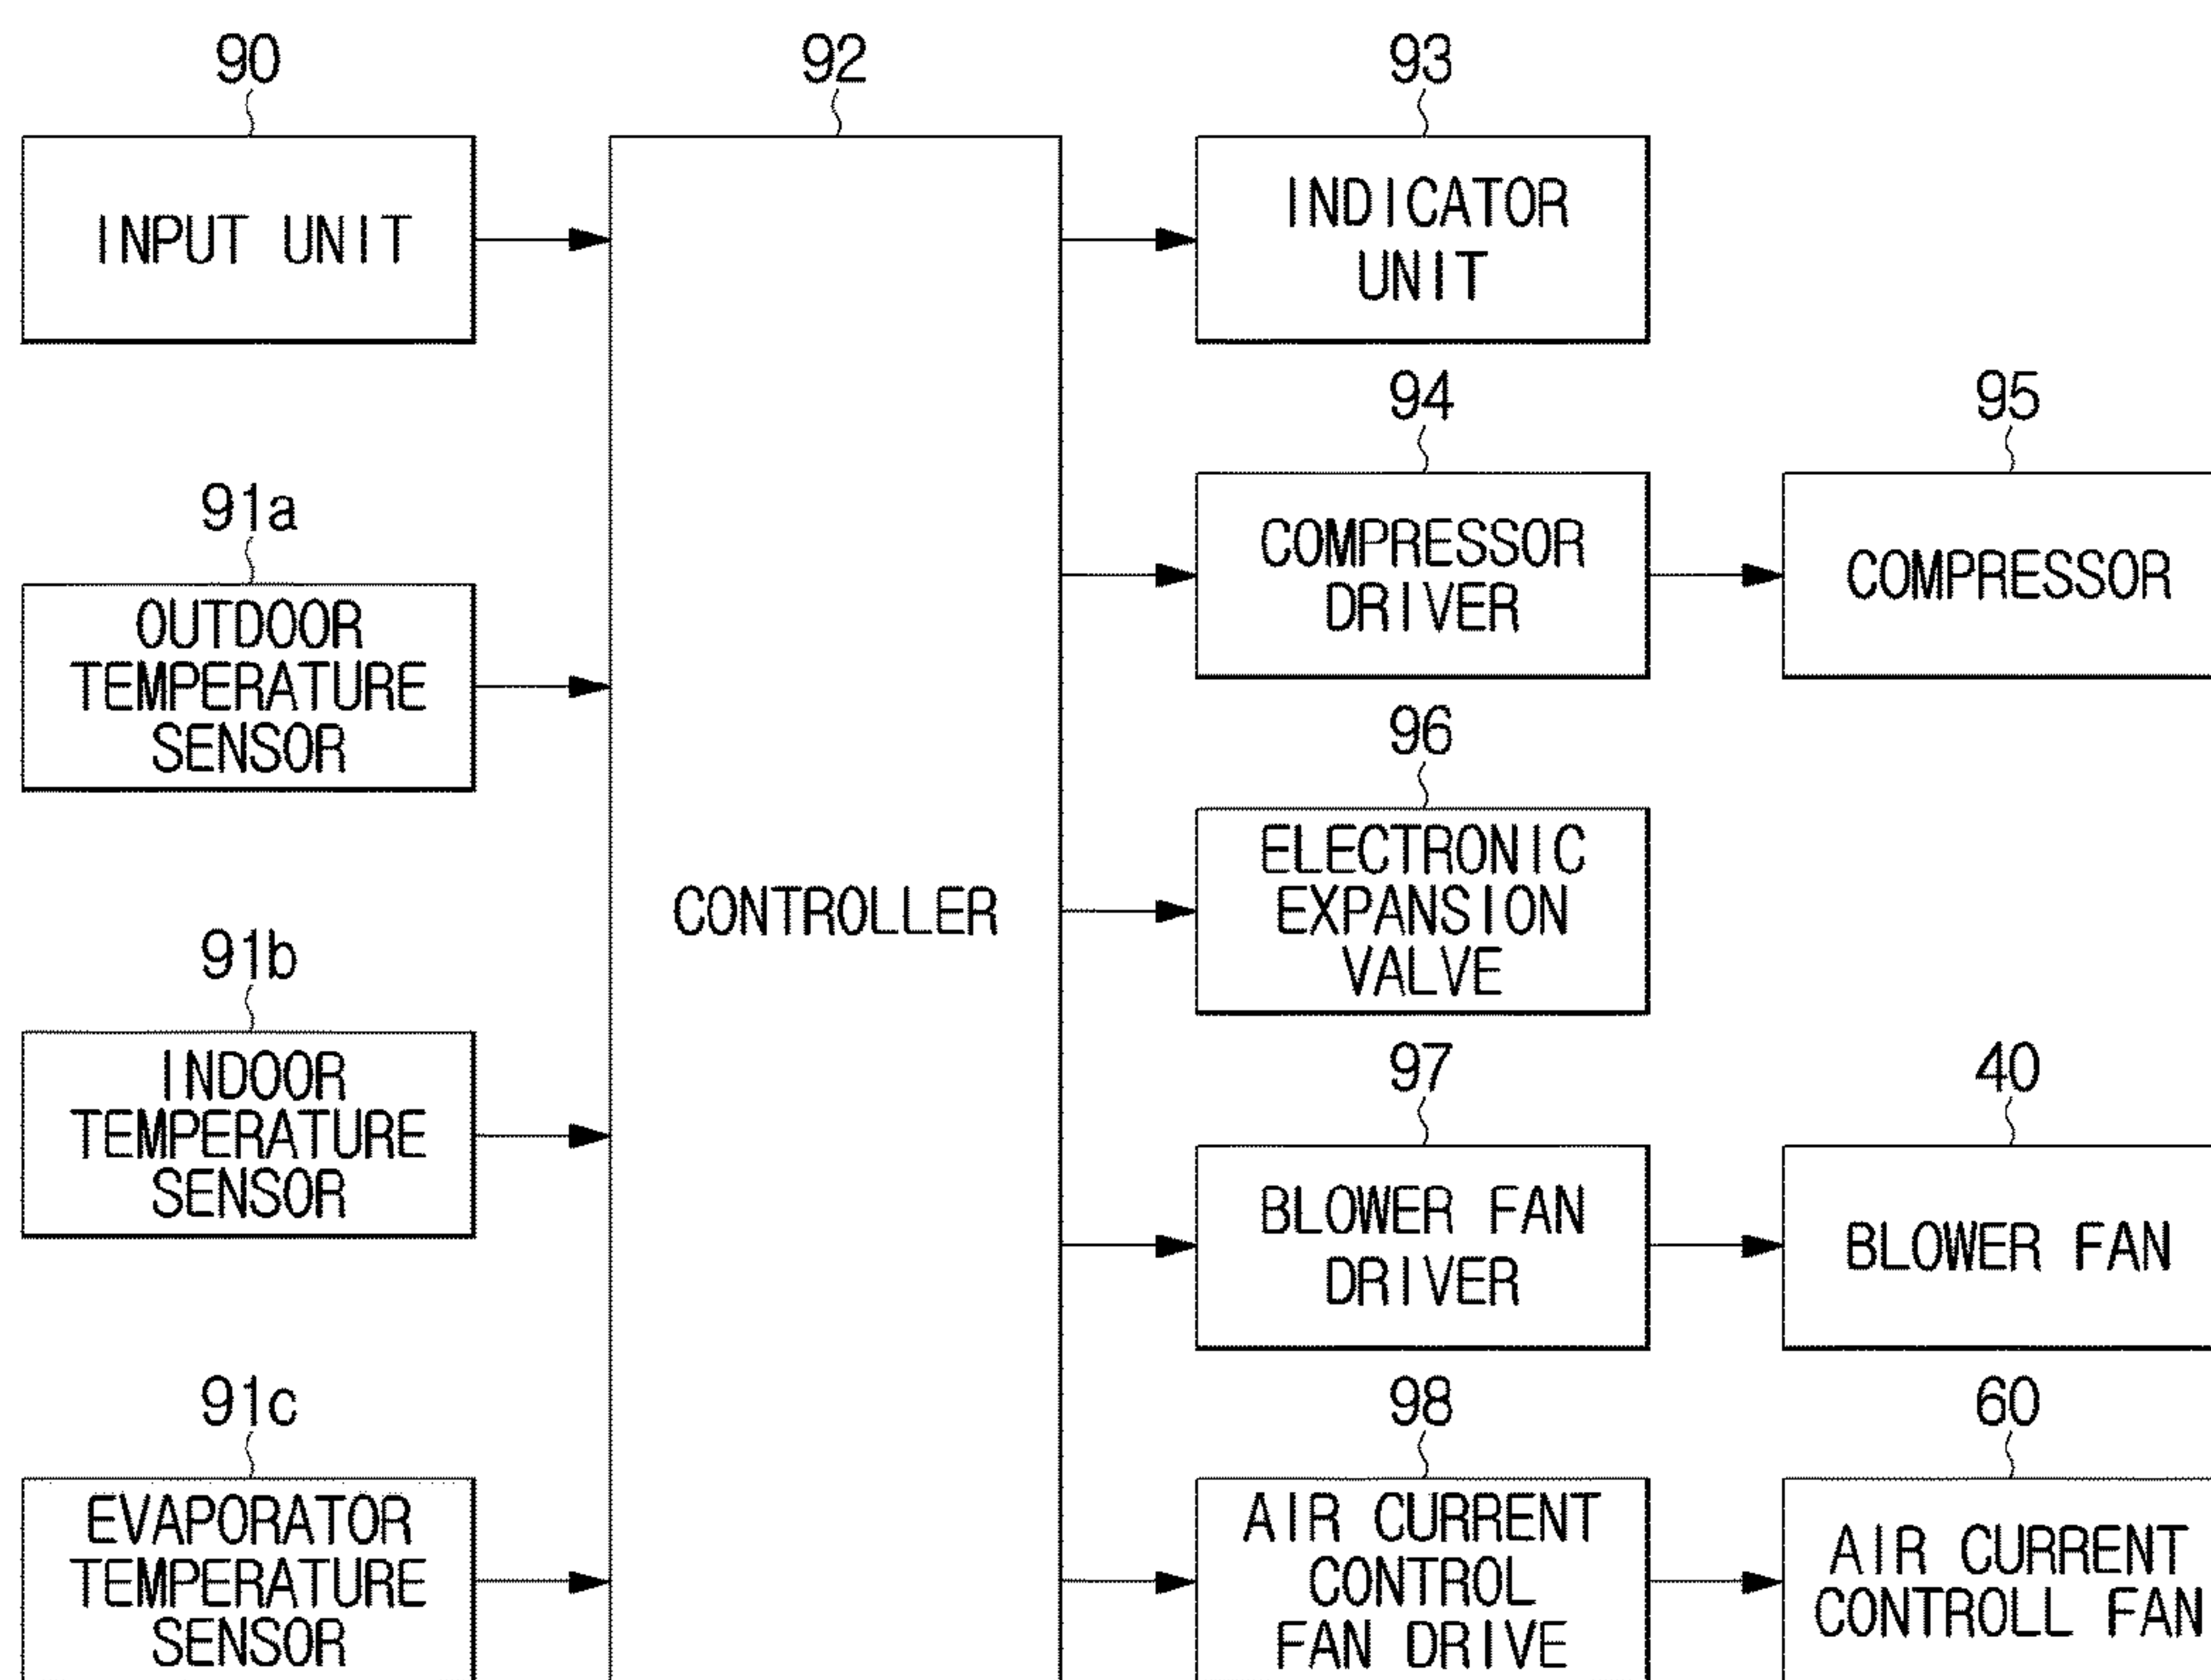 90
92
93
INPUT UNIT
INDICATOR
UNIT
94
95
91a
COMPRESSOR
DRIVER
COMPRESSOR
OUTDOOR
TEMPERATURE
SENSOR
96
ELECTRONIC
EXPANSION
VALVE
CONTROLLER
91b
97
40
INDOOR
TEMPERATURE
SENSOR
BLOWER FAN
DRIVER
BLOWER FAN
91c
98
60
EVAPORATOR
TEMPERATURE
SENSOR
AIR CURRENT
CONTROL
FAN DRIVE
AIR CURRENT
CONTROLL FAN